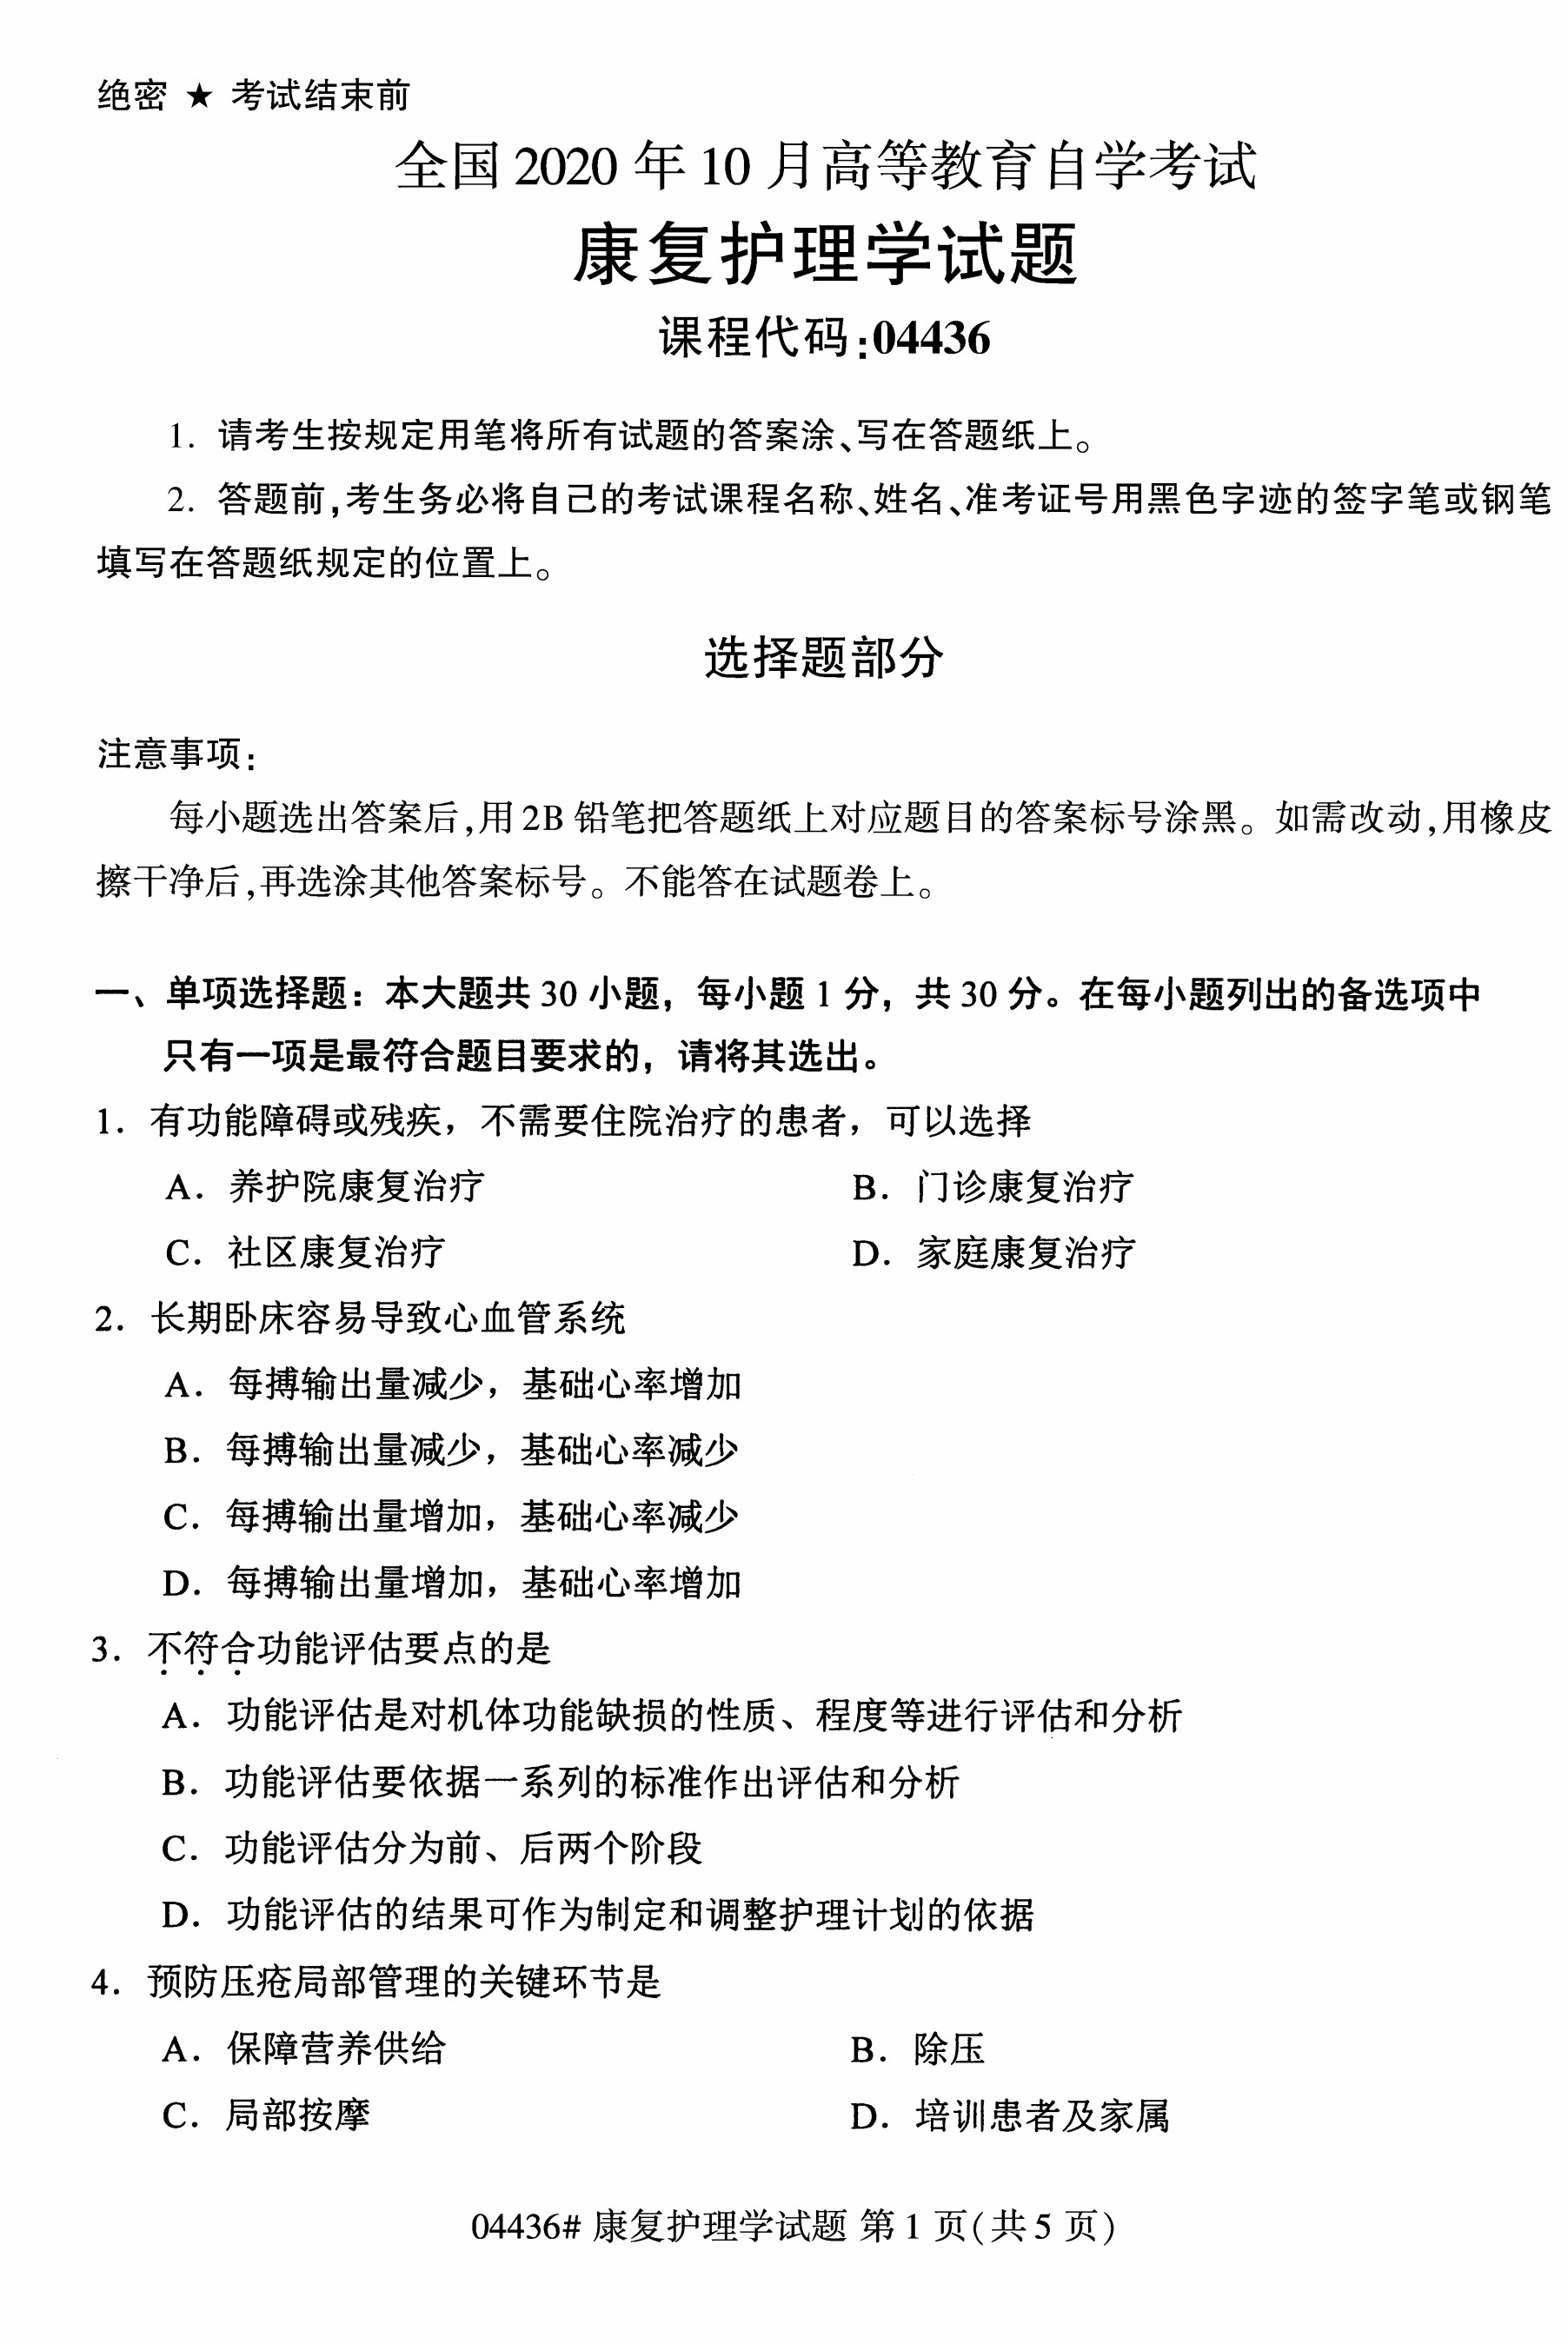 绝密 ★ 考试结束前
全国 2020 年 10 月高等教育自学考试
康复护理学试题
课程代码:04436
1. 请考生按规定用笔将所有试题的答案涂、写在答题纸上。
2. 答题前,考生务必将自己的考试课程名称、姓名、准考证号用黑色字迹的签字笔或钢笔
填写在答题纸规定的位置上。
选择题部分
注意事项:
每小题选出答案后,用 2B 铅笔把答题纸上对应题目的答案标号涂黑。如需改动,用橡皮
擦干净后,再选涂其他答案标号。不能答在试题卷上。
一、单项选择题：本大题共 30 小题，每小题 1 分，共 30 分。在每小题列出的备选项中
只有一项是最符合题目要求的，请将其选出。
1. 有功能障碍或残疾，不需要住院治疗的患者，可以选择
A. 养护院康复治疗 B. 门诊康复治疗
C. 社区康复治疗 D. 家庭康复治疗
2. 长期卧床容易导致心血管系统
A. 每搏输出量减少，基础心率增加
B. 每搏输出量减少，基础心率减少
C. 每搏输出量增加，基础心率减少
D. 每搏输出量增加，基础心率增加
3. 不符合功能评估要点的是
A. 功能评估是对机体功能缺损的性质、程度等进行评估和分析
B. 功能评估要依据一系列的标准作出评估和分析
C. 功能评估分为前、后两个阶段
D. 功能评估的结果可作为制定和调整护理计划的依据
4. 预防压疮局部管理的关键环节是
A. 保障营养供给 B. 除压
C. 局部按摩 D. 培训患者及家属
04436# 康复护理学试题 第 1 页(共 5 页)